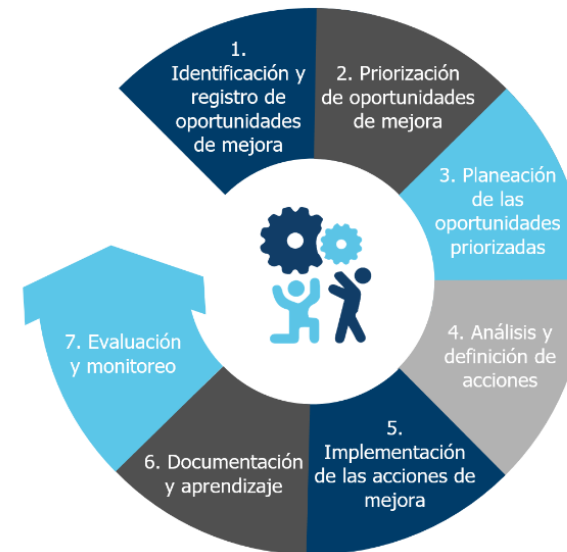 1.
Identificación y
registro de
oportunidades
de mejora
2. Priorización
de oportunidades
de mejora
3. Planeación
de las
oportunidades
priorizadas
4. Análisis y
definición de
acciones
5.
Implementación
de las acciones de
mejora
6. Documentación
y aprendizaje
7. Evaluación
y monitoreo